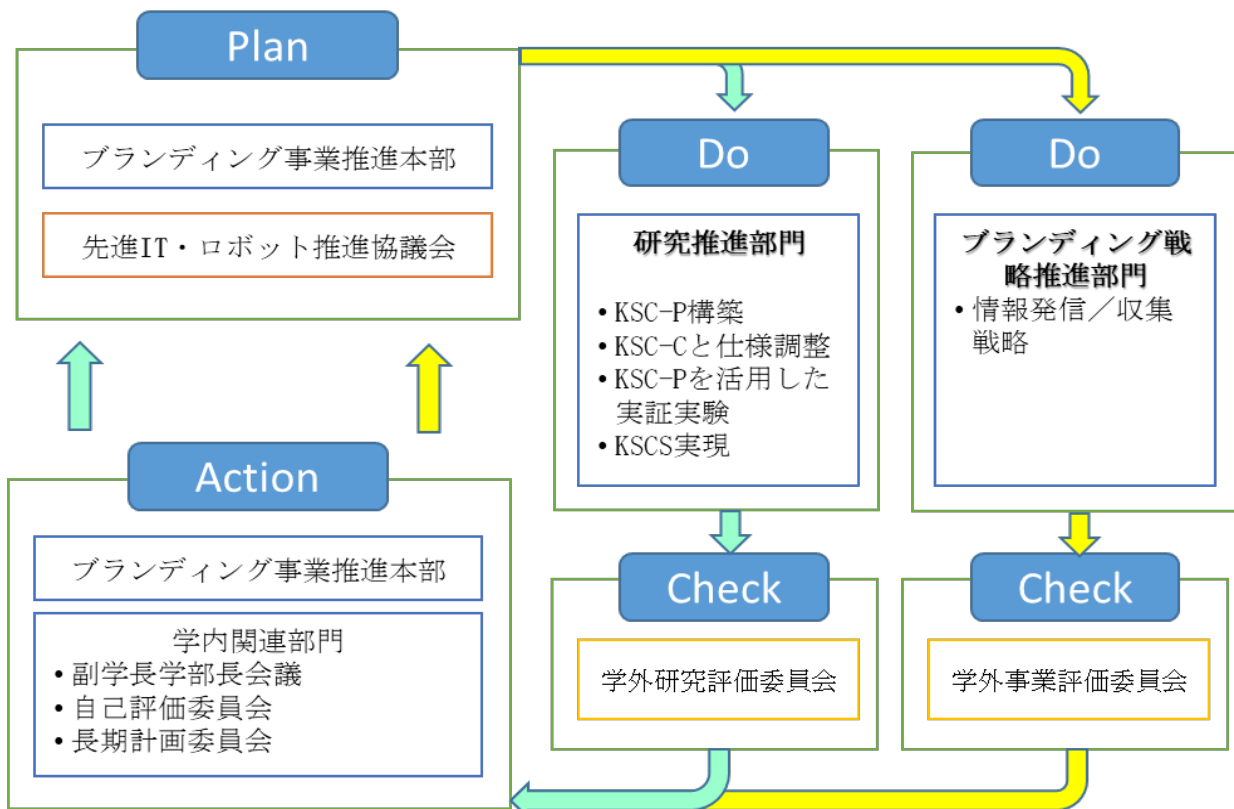 Plan
ブランディング事業推進本部
先進IT・ロボット推進協議会
Do
研究推進部門
• KSC-P構築
• KSC-Cと仕様調整
• KSC-Pを活用した
実証実験
• KSCS実現
Do
ブランディング戦
略推進部門
• 情報発信／収集
戦略
Check
学外研究評価委員会
Check
学外事業評価委員会
Action
ブランディング事業推進本部
学内関連部門
• 副学長学部長会議
• 自己評価委員会
• 長期計画委員会